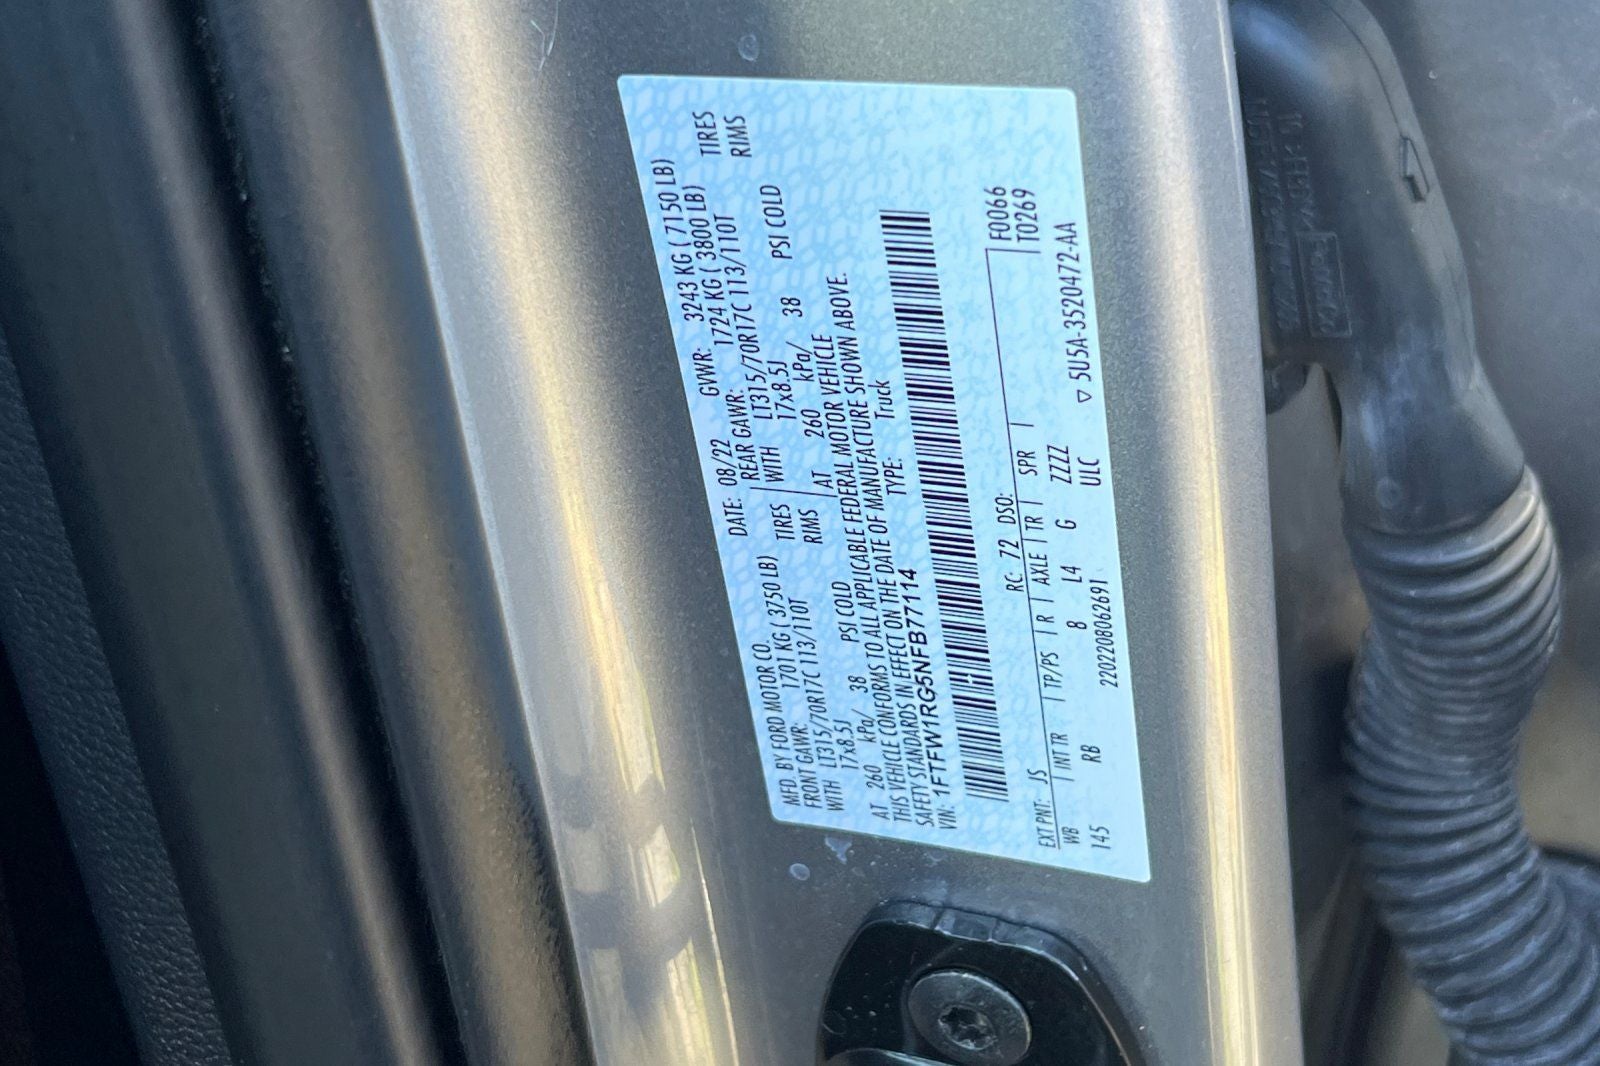 MFD. BY FORD MOTOR CO.
DATE: 08/22 GVWR: 3243 KG ( 7150 LB)
FRONT GAWR: 1701 KG ( 3750 LB) REAR GAWR: 1724 KG ( 3800 LB)
WITH LT315/70R17C 113/110T TIRES WITH LT315/70R17C 113/110T TIRES
17x8.5J RIMS 17x8.5J RIMS
AT 260 kPa/ 38 PSI COLD AT 260 kPa/ 38 PSI COLD
THIS VEHICLE CONFORMS TO ALL APPLICABLE FEDERAL MOTOR VEHICLE
SAFETY STANDARDS IN EFFECT ON THE DATE OF MANUFACTURE SHOWN ABOVE.
VIN: 1FTFW1RG5NFB77114 TYPE: Truck
F0066
T0269
EXT PNT: JS RC: 72 DSO:
WB INT TR TP/PS R AXLE TR SPR
145 RB 8 L4 G ZZZZ
2202208062691 ULC ▽ 5U5A-3520472-AA